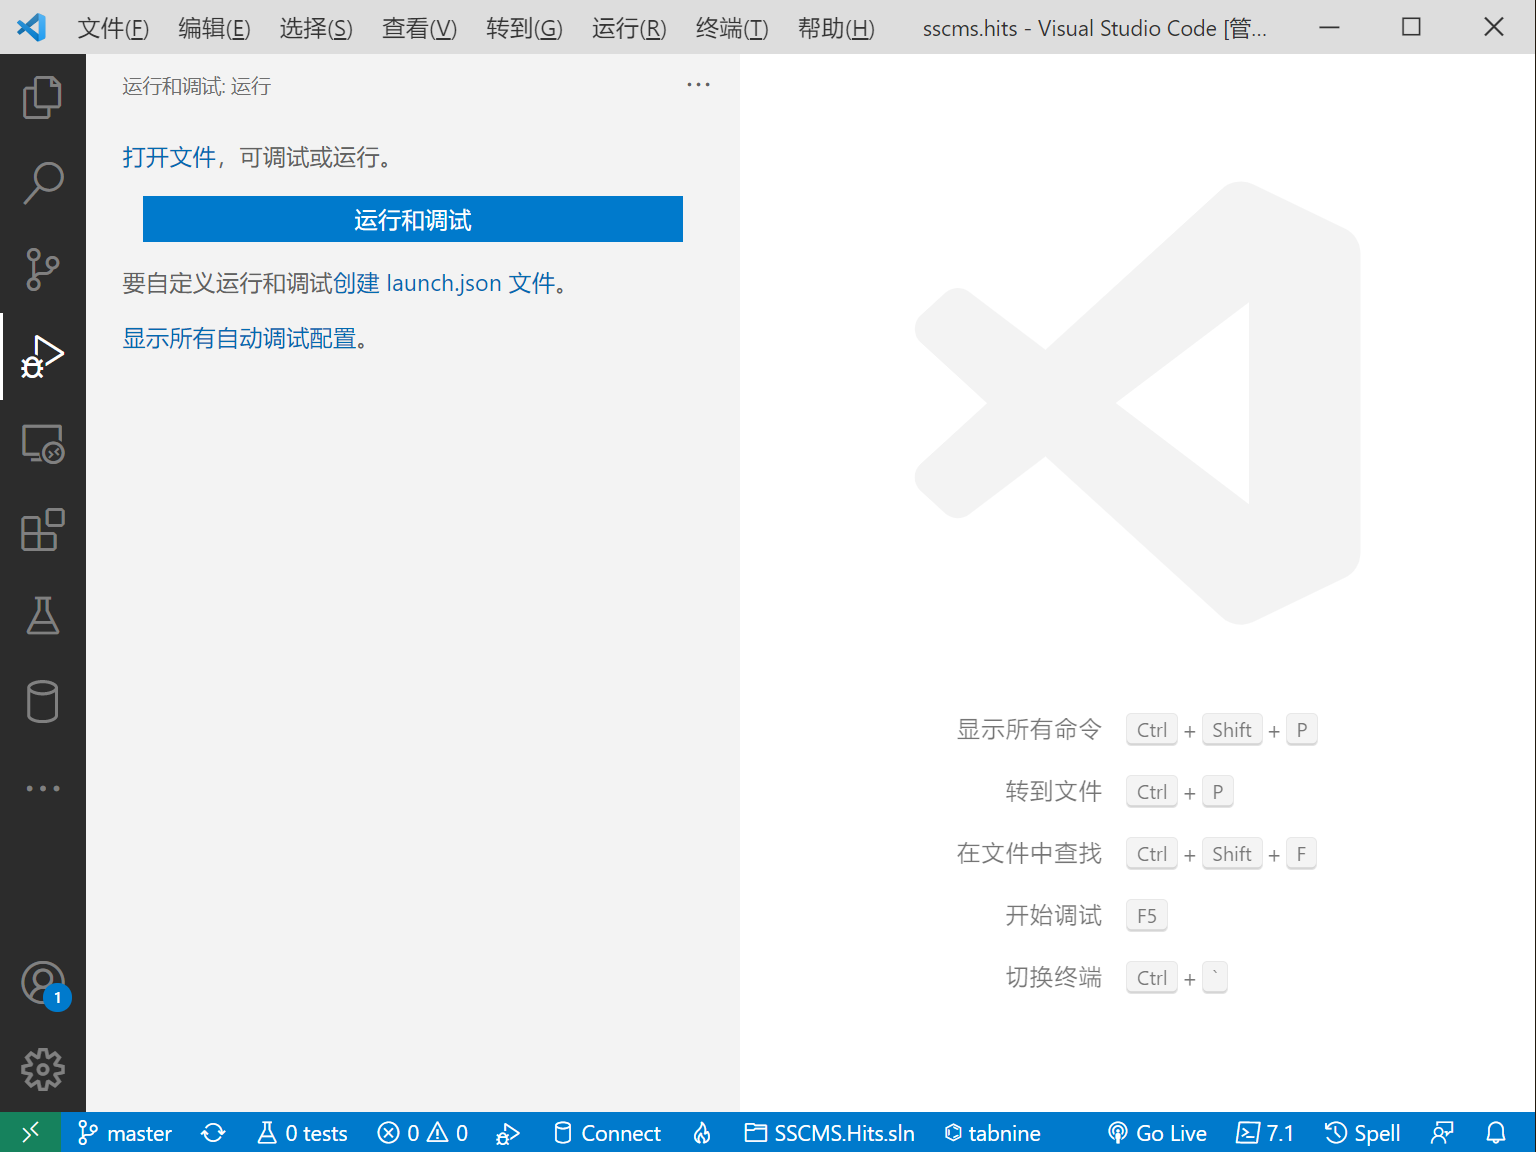 文件(F) 编辑(E) 选择(S) 查看(V) 转到(G) 运行(R) 终端(T) 帮助(H) sscms.hits - Visual Studio Code [管...
运行和调试: 运行
打开文件，可调试或运行。
运行和调试
要自定义运行和调试创建 launch.json 文件。
显示所有自动调试配置。
显示所有命令 Ctrl + Shift + P
转到文件 Ctrl + P
在文件中查找 Ctrl + Shift + F
开始调试 F5
切换终端 Ctrl + `
1
master 0 tests 0 0 Connect SSCMS.Hits.sln tabnine Go Live 7.1 Spell